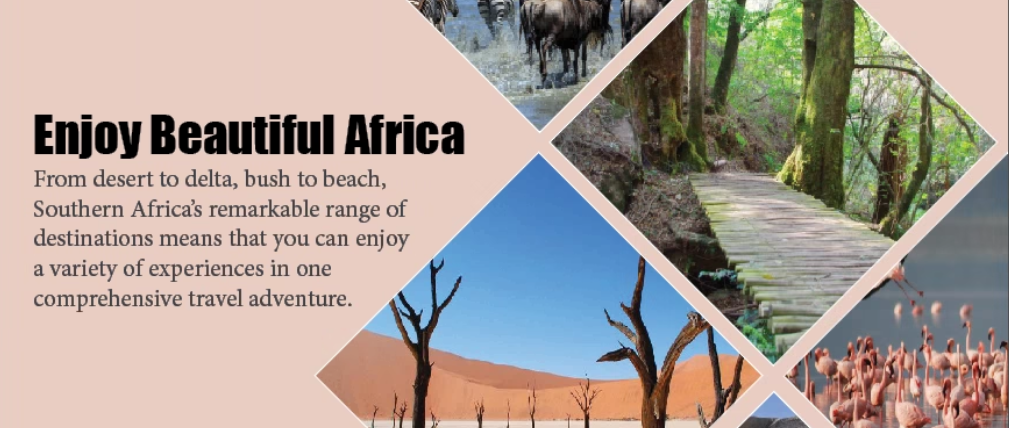 Enjoy Beautiful Africa
From desert to delta, bush to beach,
Southern Africa's remarkable range of
destinations means that you can enjoy
a variety of experiences in one
comprehensive travel adventure.